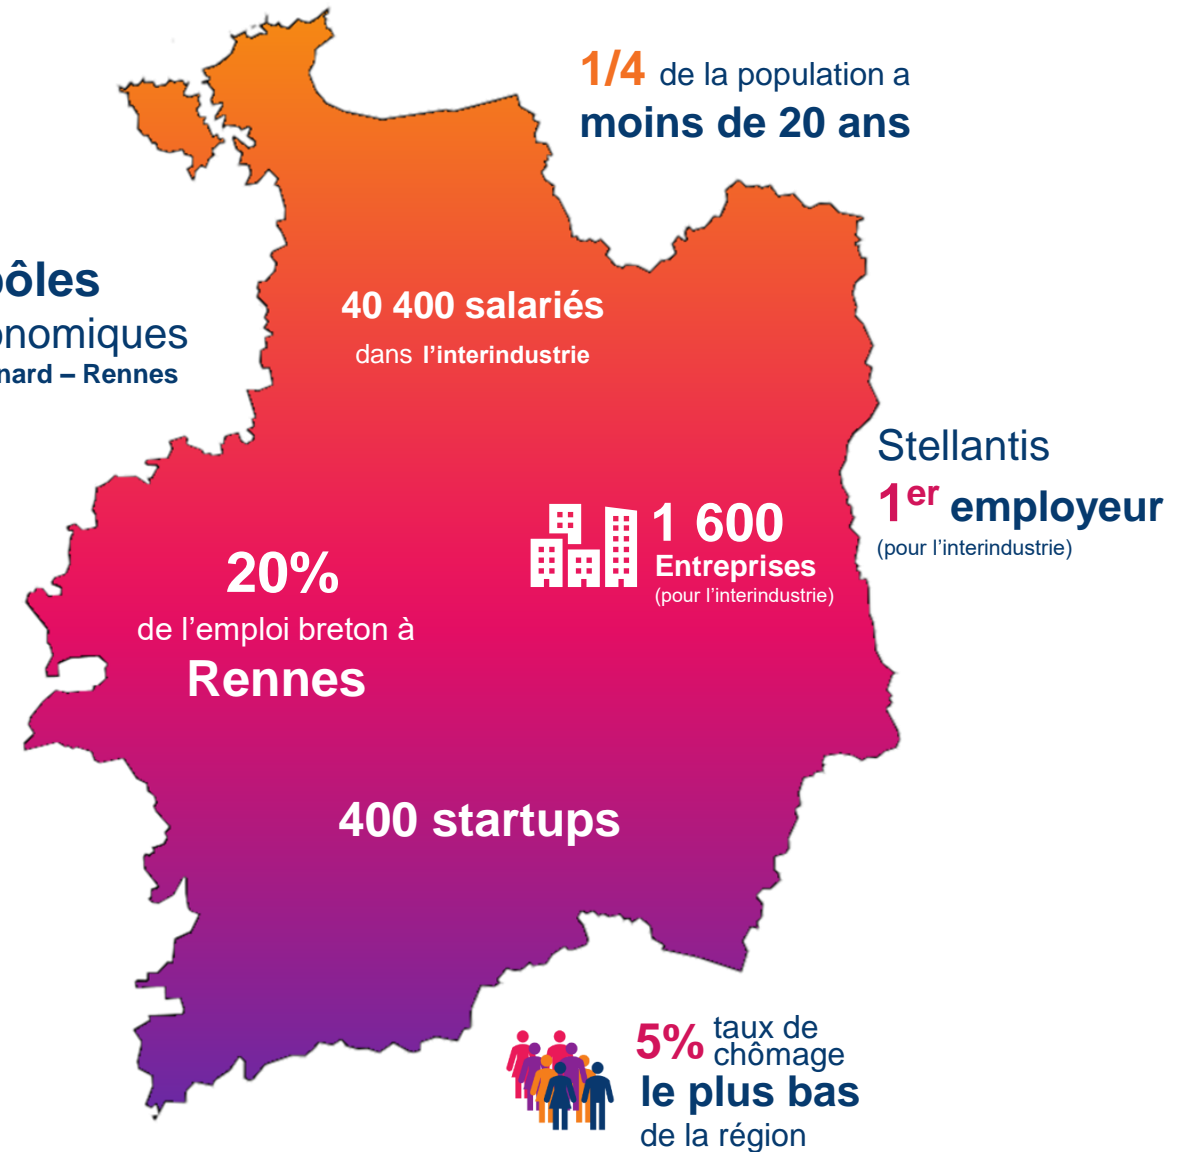 1/4 de la population a
moins de 20 ans
pôles
onomiques
nard – Rennes
40 400 salariés
dans l'interindustrie
Stellantis
1er employeur
(pour l'interindustrie)
1 600
Entreprises
(pour l'interindustrie)
20%
de l'emploi breton à
Rennes
400 startups
5% taux de
chômage
le plus bas
de la région